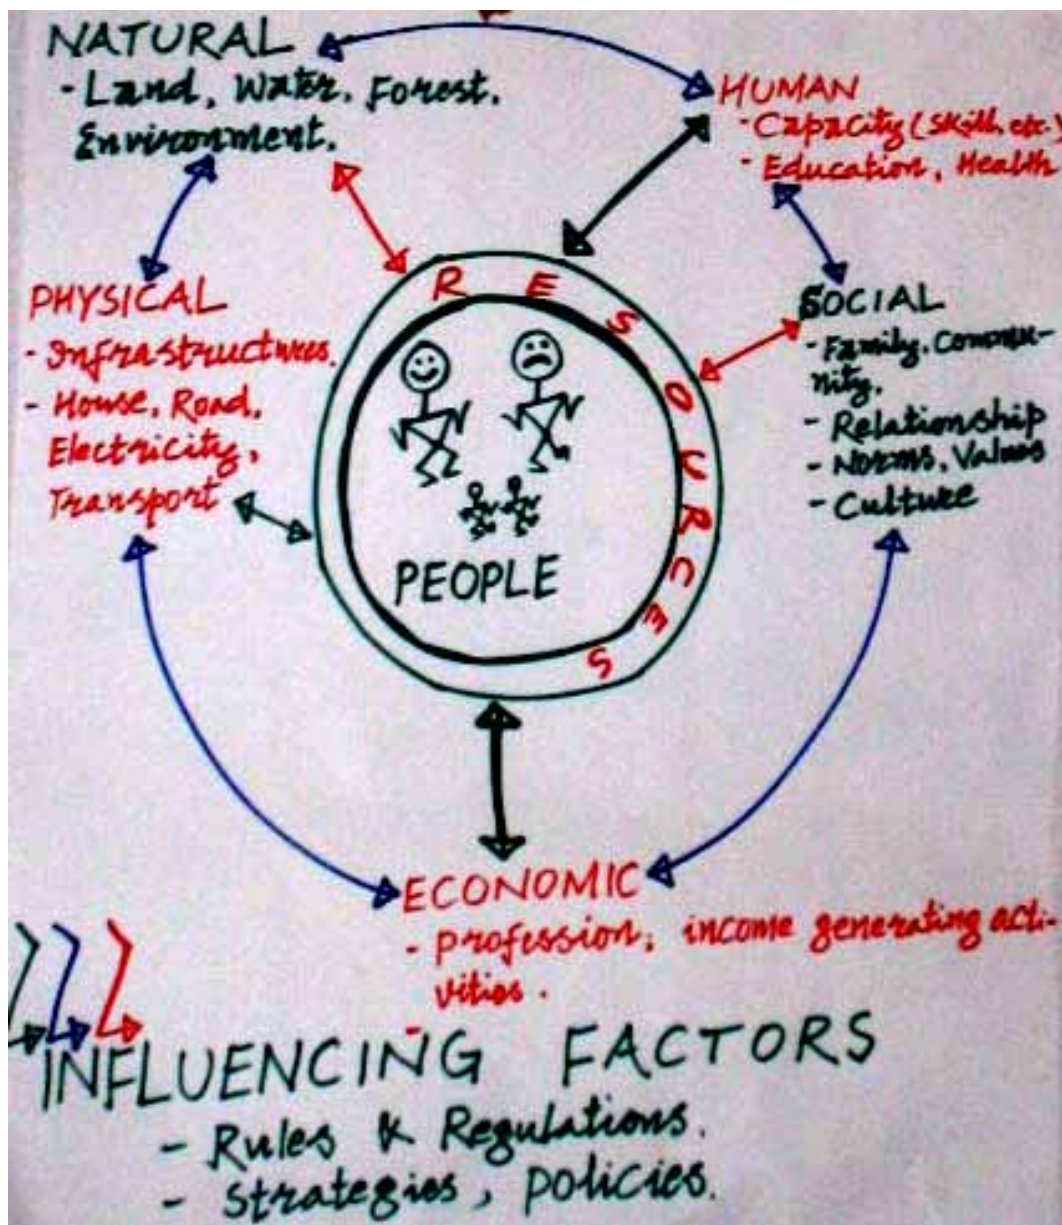 NATURAL
- Land, Water, Forest,
Environment.
HUMAN
- Capacity (Skill, etc.)
- Education, Health
PHYSICAL
- Infrastructures.
- House, Road,
Electricity,
Transport
SOCIAL
- Family, Commu-
nity,
- Relationship
- Norms, Values
- Culture
RESOURCES
PEOPLE
ECONOMIC
- Profession, income generating acti-
vities.
-
INFLUENCING FACTORS
- Rules & Regulations.
- Strategies, policies.